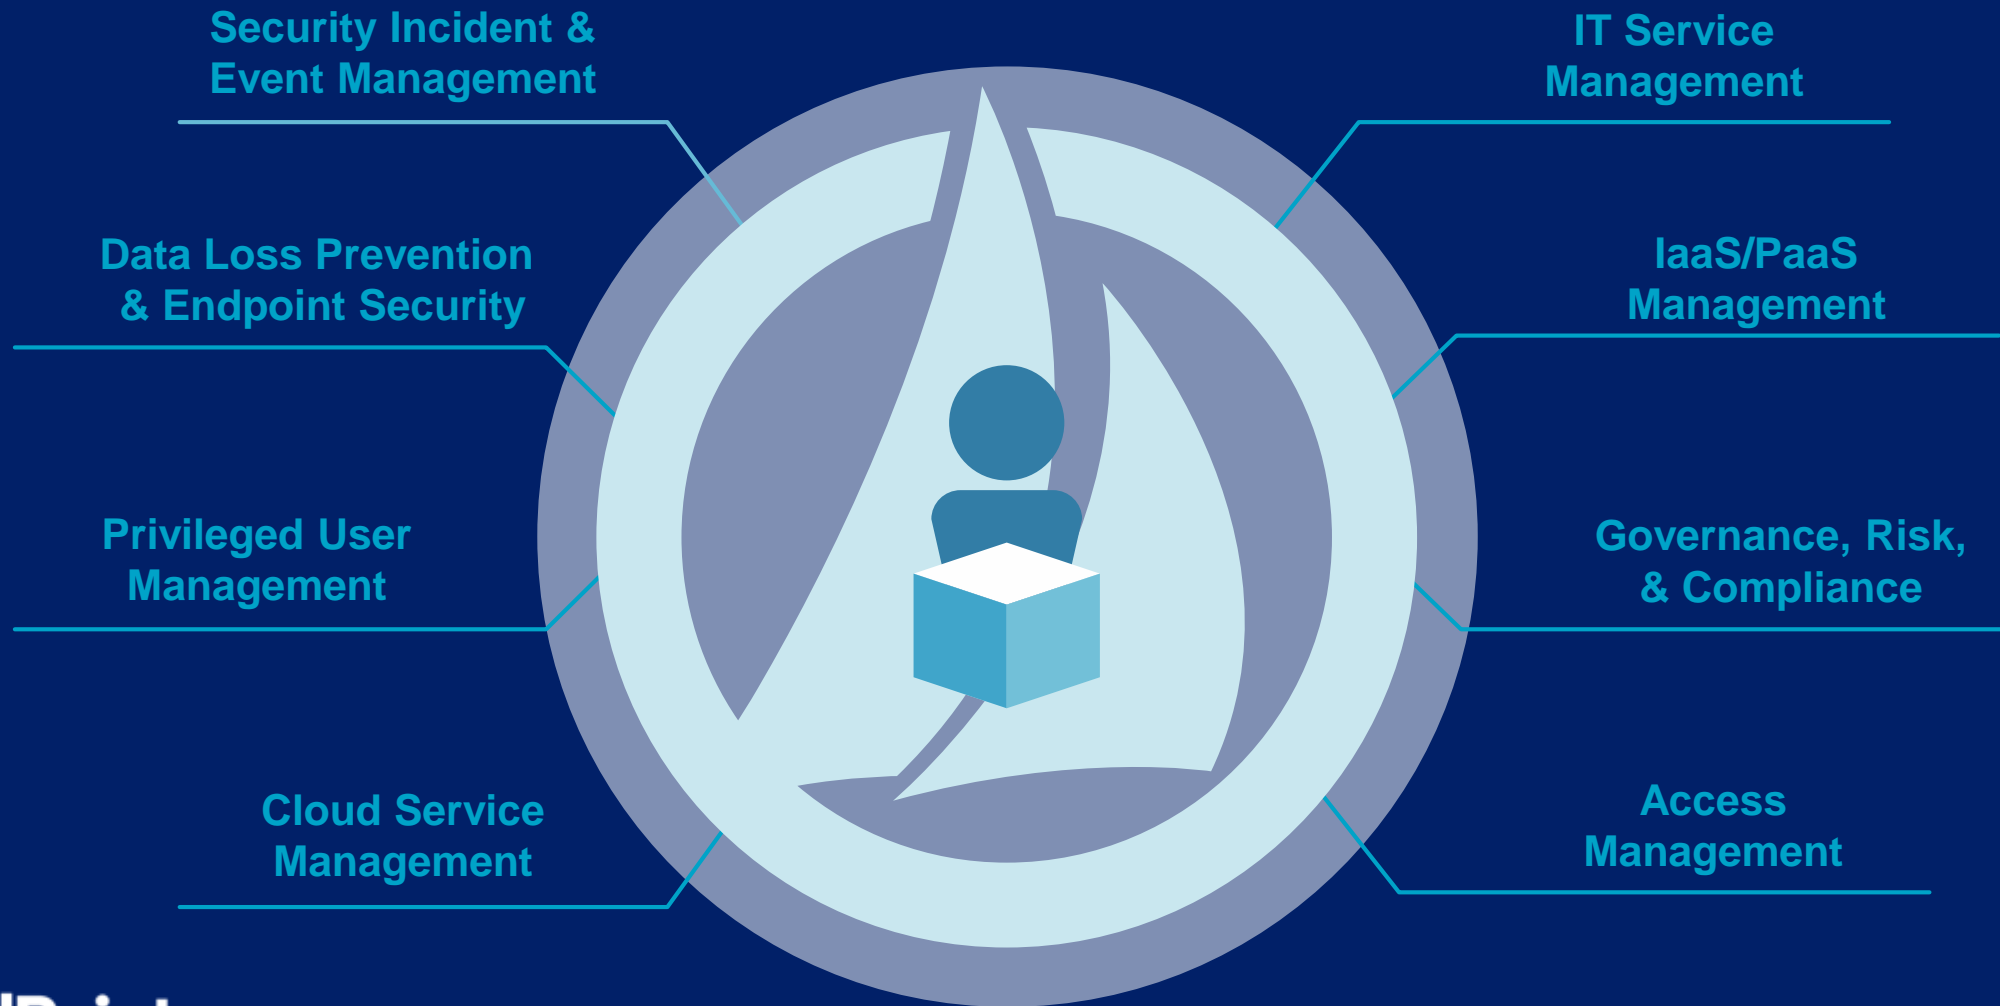 Security Incident &
Event Management
Data Loss Prevention
& Endpoint Security
Privileged User
Management
Cloud Service
Management
IT Service
Management
IaaS/PaaS
Management
Governance, Risk,
& Compliance
Access
Management